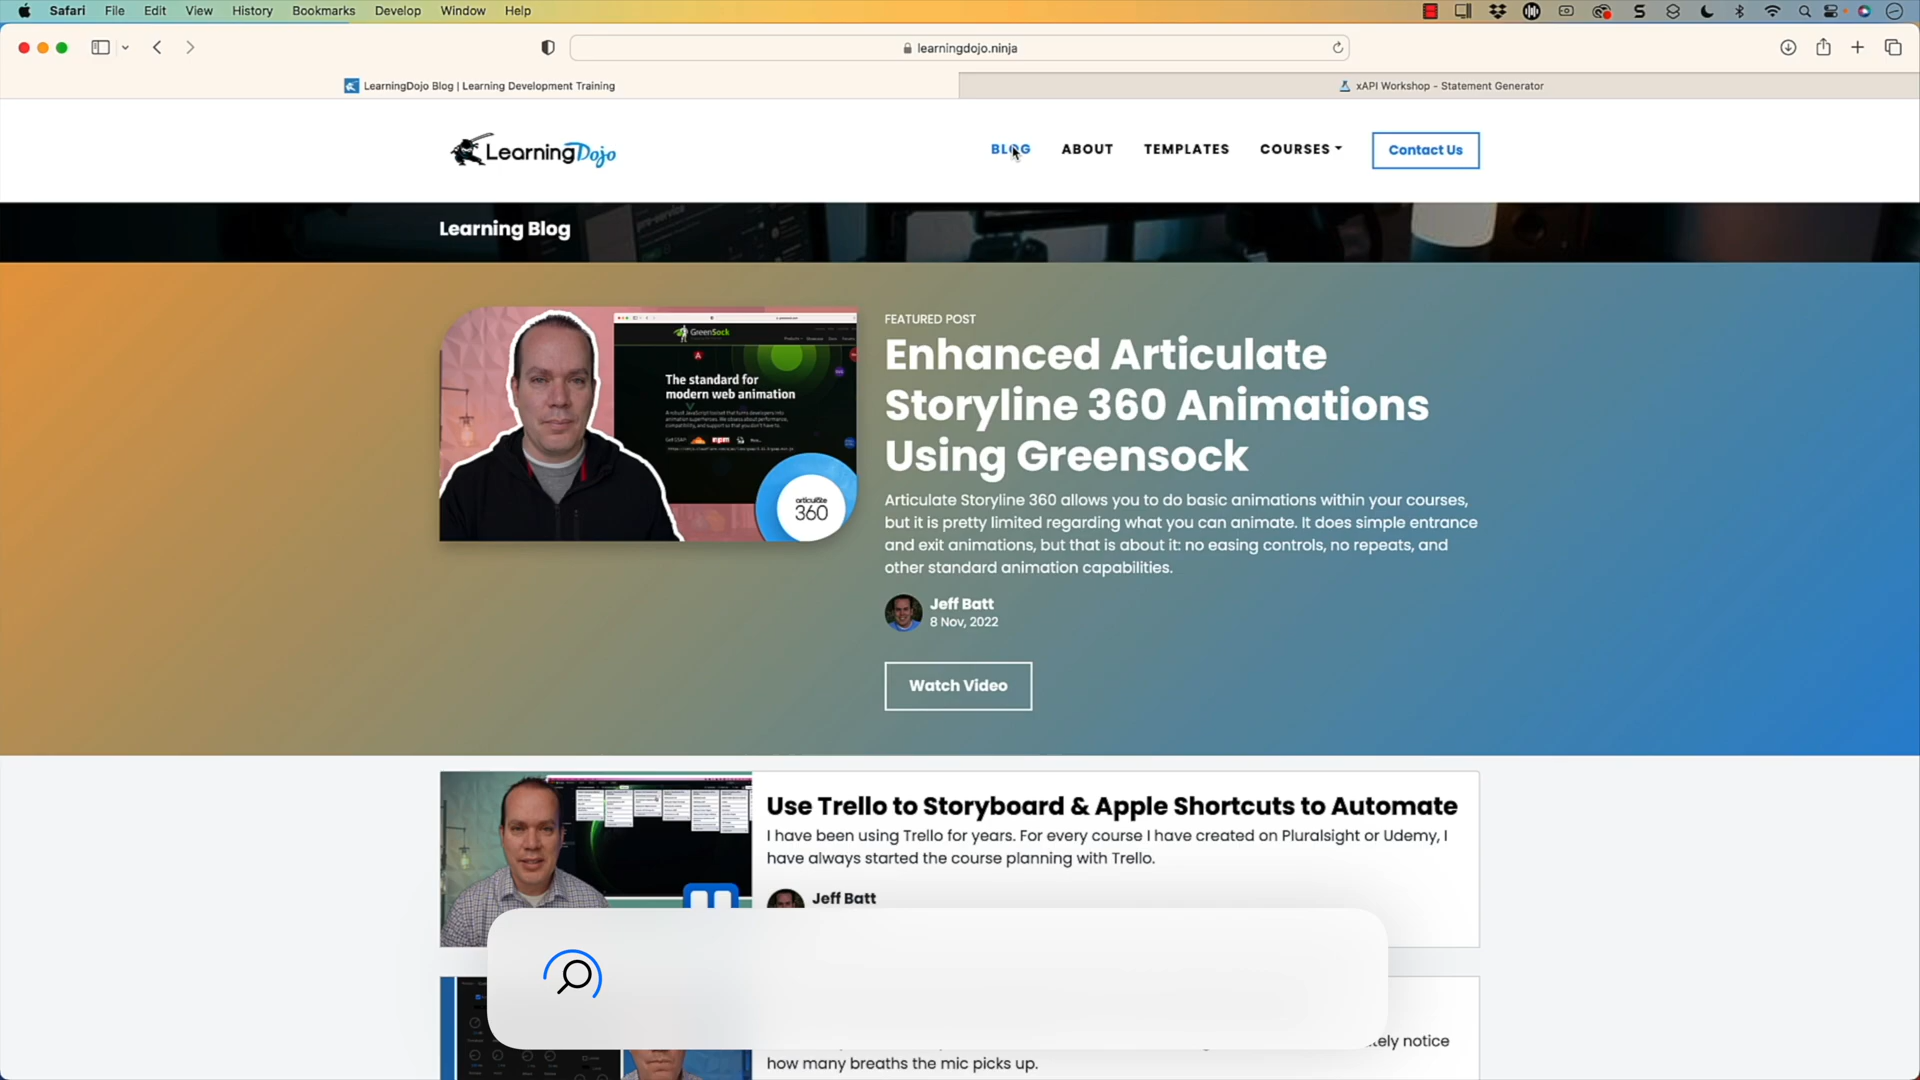 Safari File Edit View History Bookmarks Develop Window Help
learningdojo.ninja
LearningDojo Blog | Learning Development Training
xAPI Workshop - Statement Generator
LearningDojo
BLOG ABOUT TEMPLATES COURSES Contact Us
Learning Blog
GreenSock
The standard for
modern web animation
articulate
360
FEATURED POST
Enhanced Articulate
Storyline 360 Animations
Using Greensock
Articulate Storyline 360 allows you to do basic animations within your courses,
but it is pretty limited regarding what you can animate. It does simple entrance
and exit animations, but that is about it: no easing controls, no repeats, and
other standard animation capabilities.
Jeff Batt
8 Nov, 2022
Watch Video
Use Trello to Storyboard & Apple Shortcuts to Automate
I have been using Trello for years. For every course I have created on Pluralsight or Udemy, I
have always started the course planning with Trello.
Jeff Batt
notice
how many breaths the mic picks up.